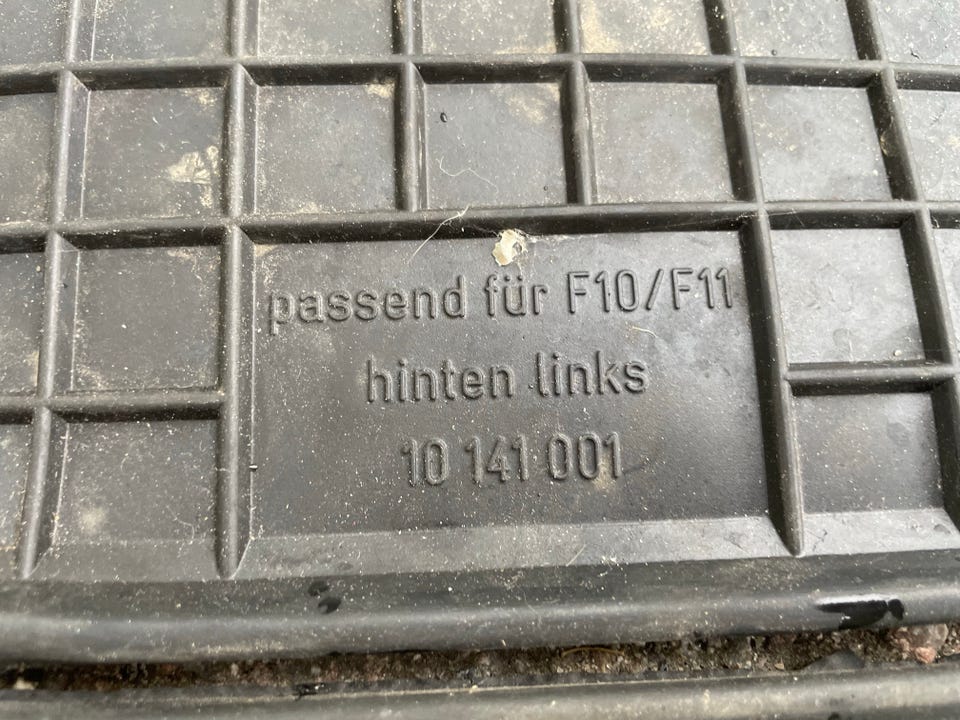 passend für F10/F11
hinten links
10 141 001